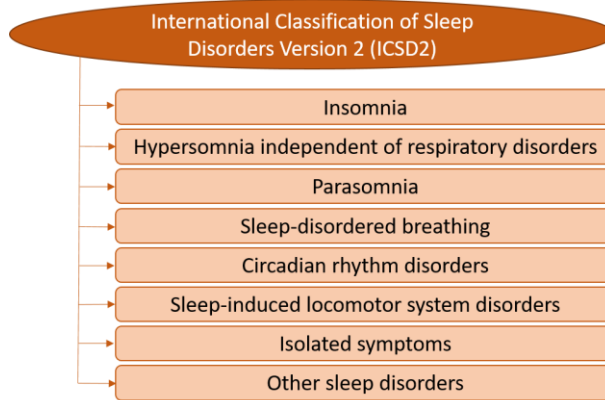 International Classification of Sleep
Disorders Version 2 (ICSD2)
Insomnia
Hypersomnia independent of respiratory disorders
Parasomnia
Sleep-disordered breathing
Circadian rhythm disorders
Sleep-induced locomotor system disorders
Isolated symptoms
Other sleep disorders